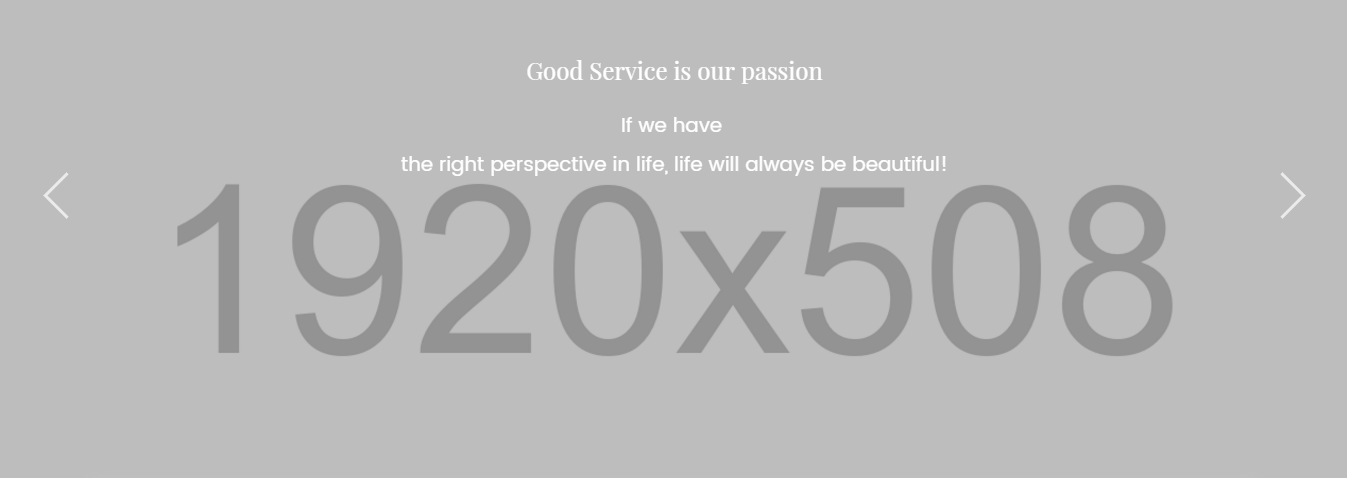 Good Service is our passion
If we have
the right perspective in life, life will always be beautiful!
1920x508